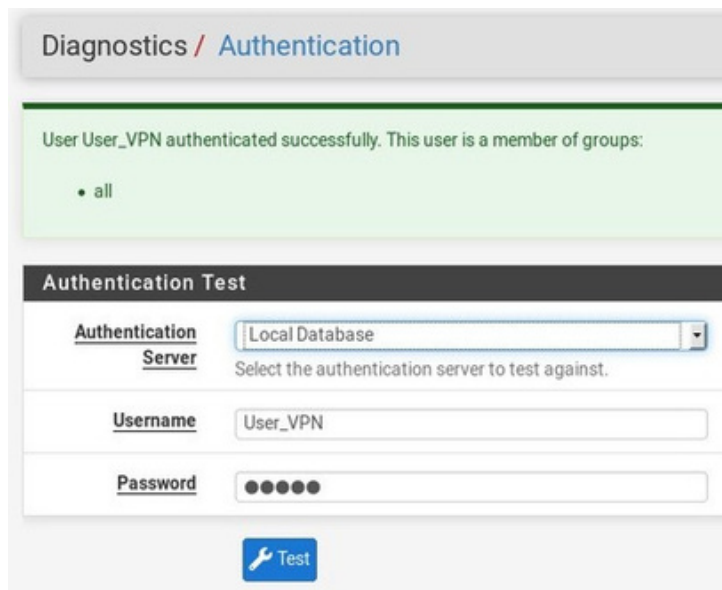 Diagnostics / Authentication
User User_VPN authenticated successfully. This user is a member of groups:
• all
Authentication Test
Authentication
Server
Local Database
Select the authentication server to test against.
Username
User_VPN
Password
●●●●●
Test